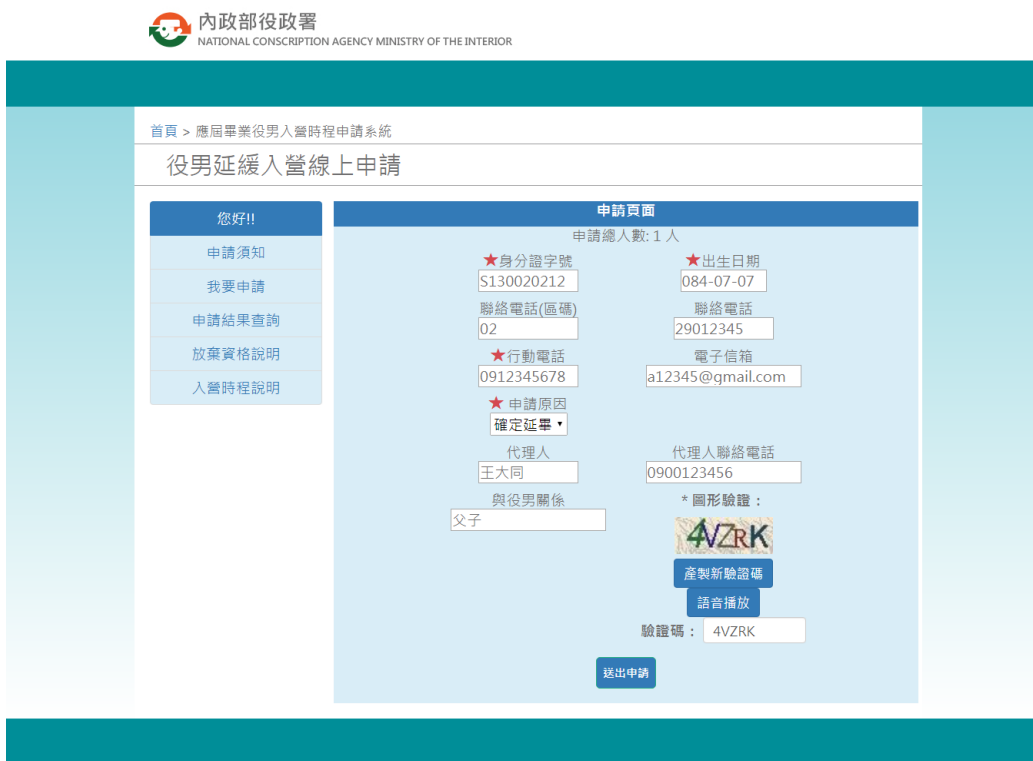 內政部役政署
NATIONAL CONSCRIPTION AGENCY MINISTRY OF THE INTERIOR
首頁 > 應屆畢業役男入營時程申請系統
役男延緩入營線上申請
您好!!
申請須知
我要申請
申請結果查詢
放棄資格說明
入營時程說明
申請頁面
申請總人數: 1 人
★身分證字號 ★出生日期
S130020212 084-07-07
聯絡電話(區碼) 聯絡電話
02 29012345
★行動電話 電子信箱
0912345678 a12345@gmail.com
★ 申請原因
確定延畢
代理人 代理人聯絡電話
王大同 0900123456
與役男關係 * 圖形驗證：
父子
4VZRK
產製新驗證碼
語音播放
驗證碼： 4VZRK
送出申請